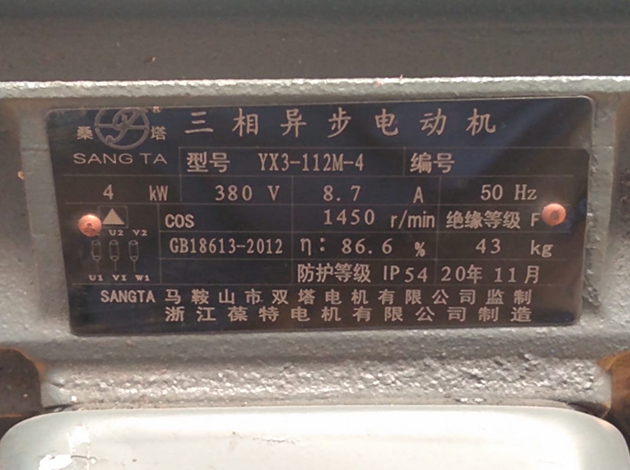 桑 塔 R
三相异步电动机
SANG TA
型号 YX3-112M-4 编号
4 kW 380 V 8.7 A 50 Hz
COS 1450 r/min 绝缘等级 F
U2 V2
GB18613-2012 η: 86.6 % 43 kg
U1 V1 W1
防护等级 IP54 20年 11月
SANGTA 马鞍山市双塔电机有限公司监制
浙江葆特电机有限公司制造